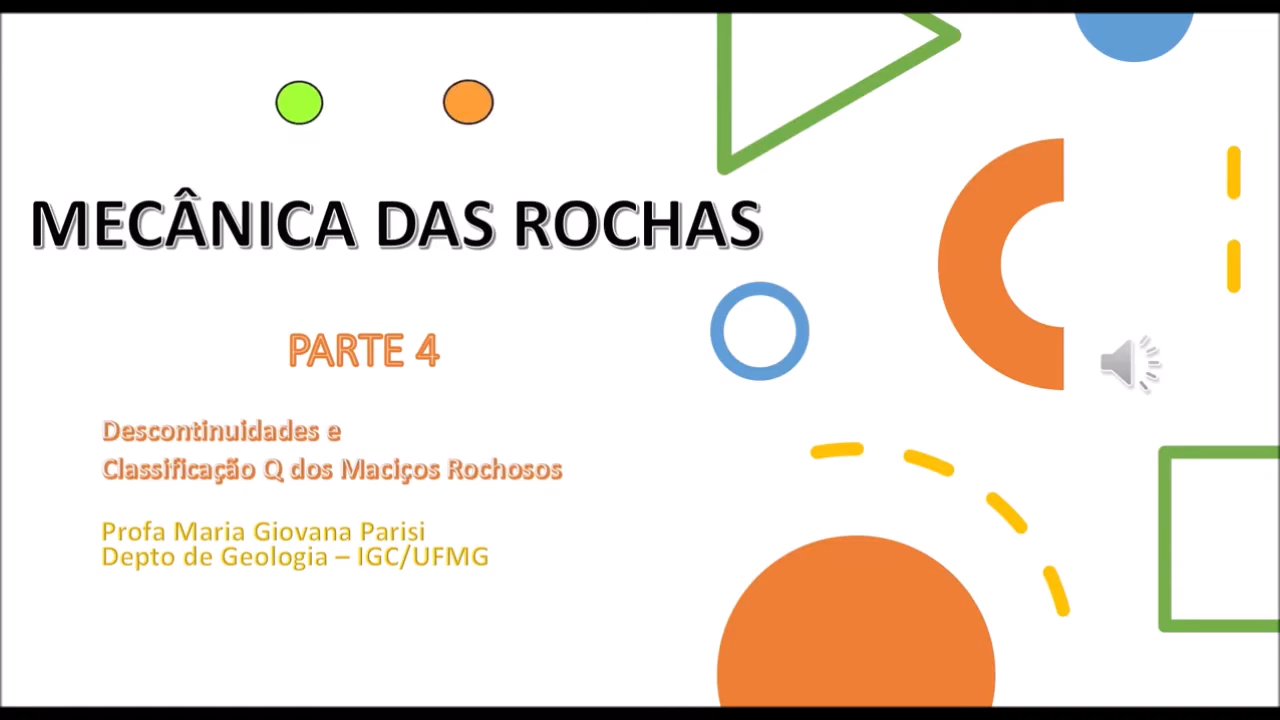 MECÂNICA DAS ROCHAS
PARTE 4
Descontinuidades e
Classificação Q dos Maciços Rochosos
Profa Maria Giovana Parisi
Depto de Geologia – IGC/UFMG